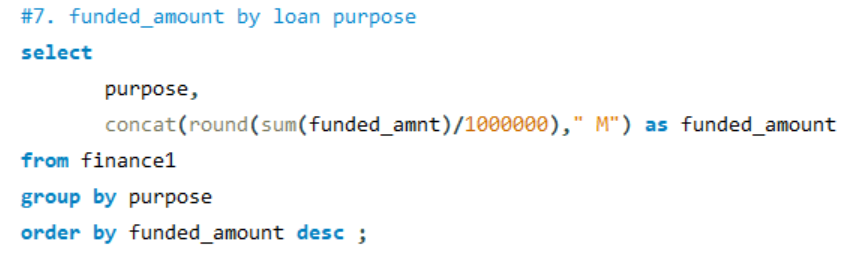 #7. funded_amount by loan purpose
select
purpose,
concat(round(sum(funded_amnt)/1000000)," M") as funded_amount
from finance1
group by purpose
order by funded_amount desc ;